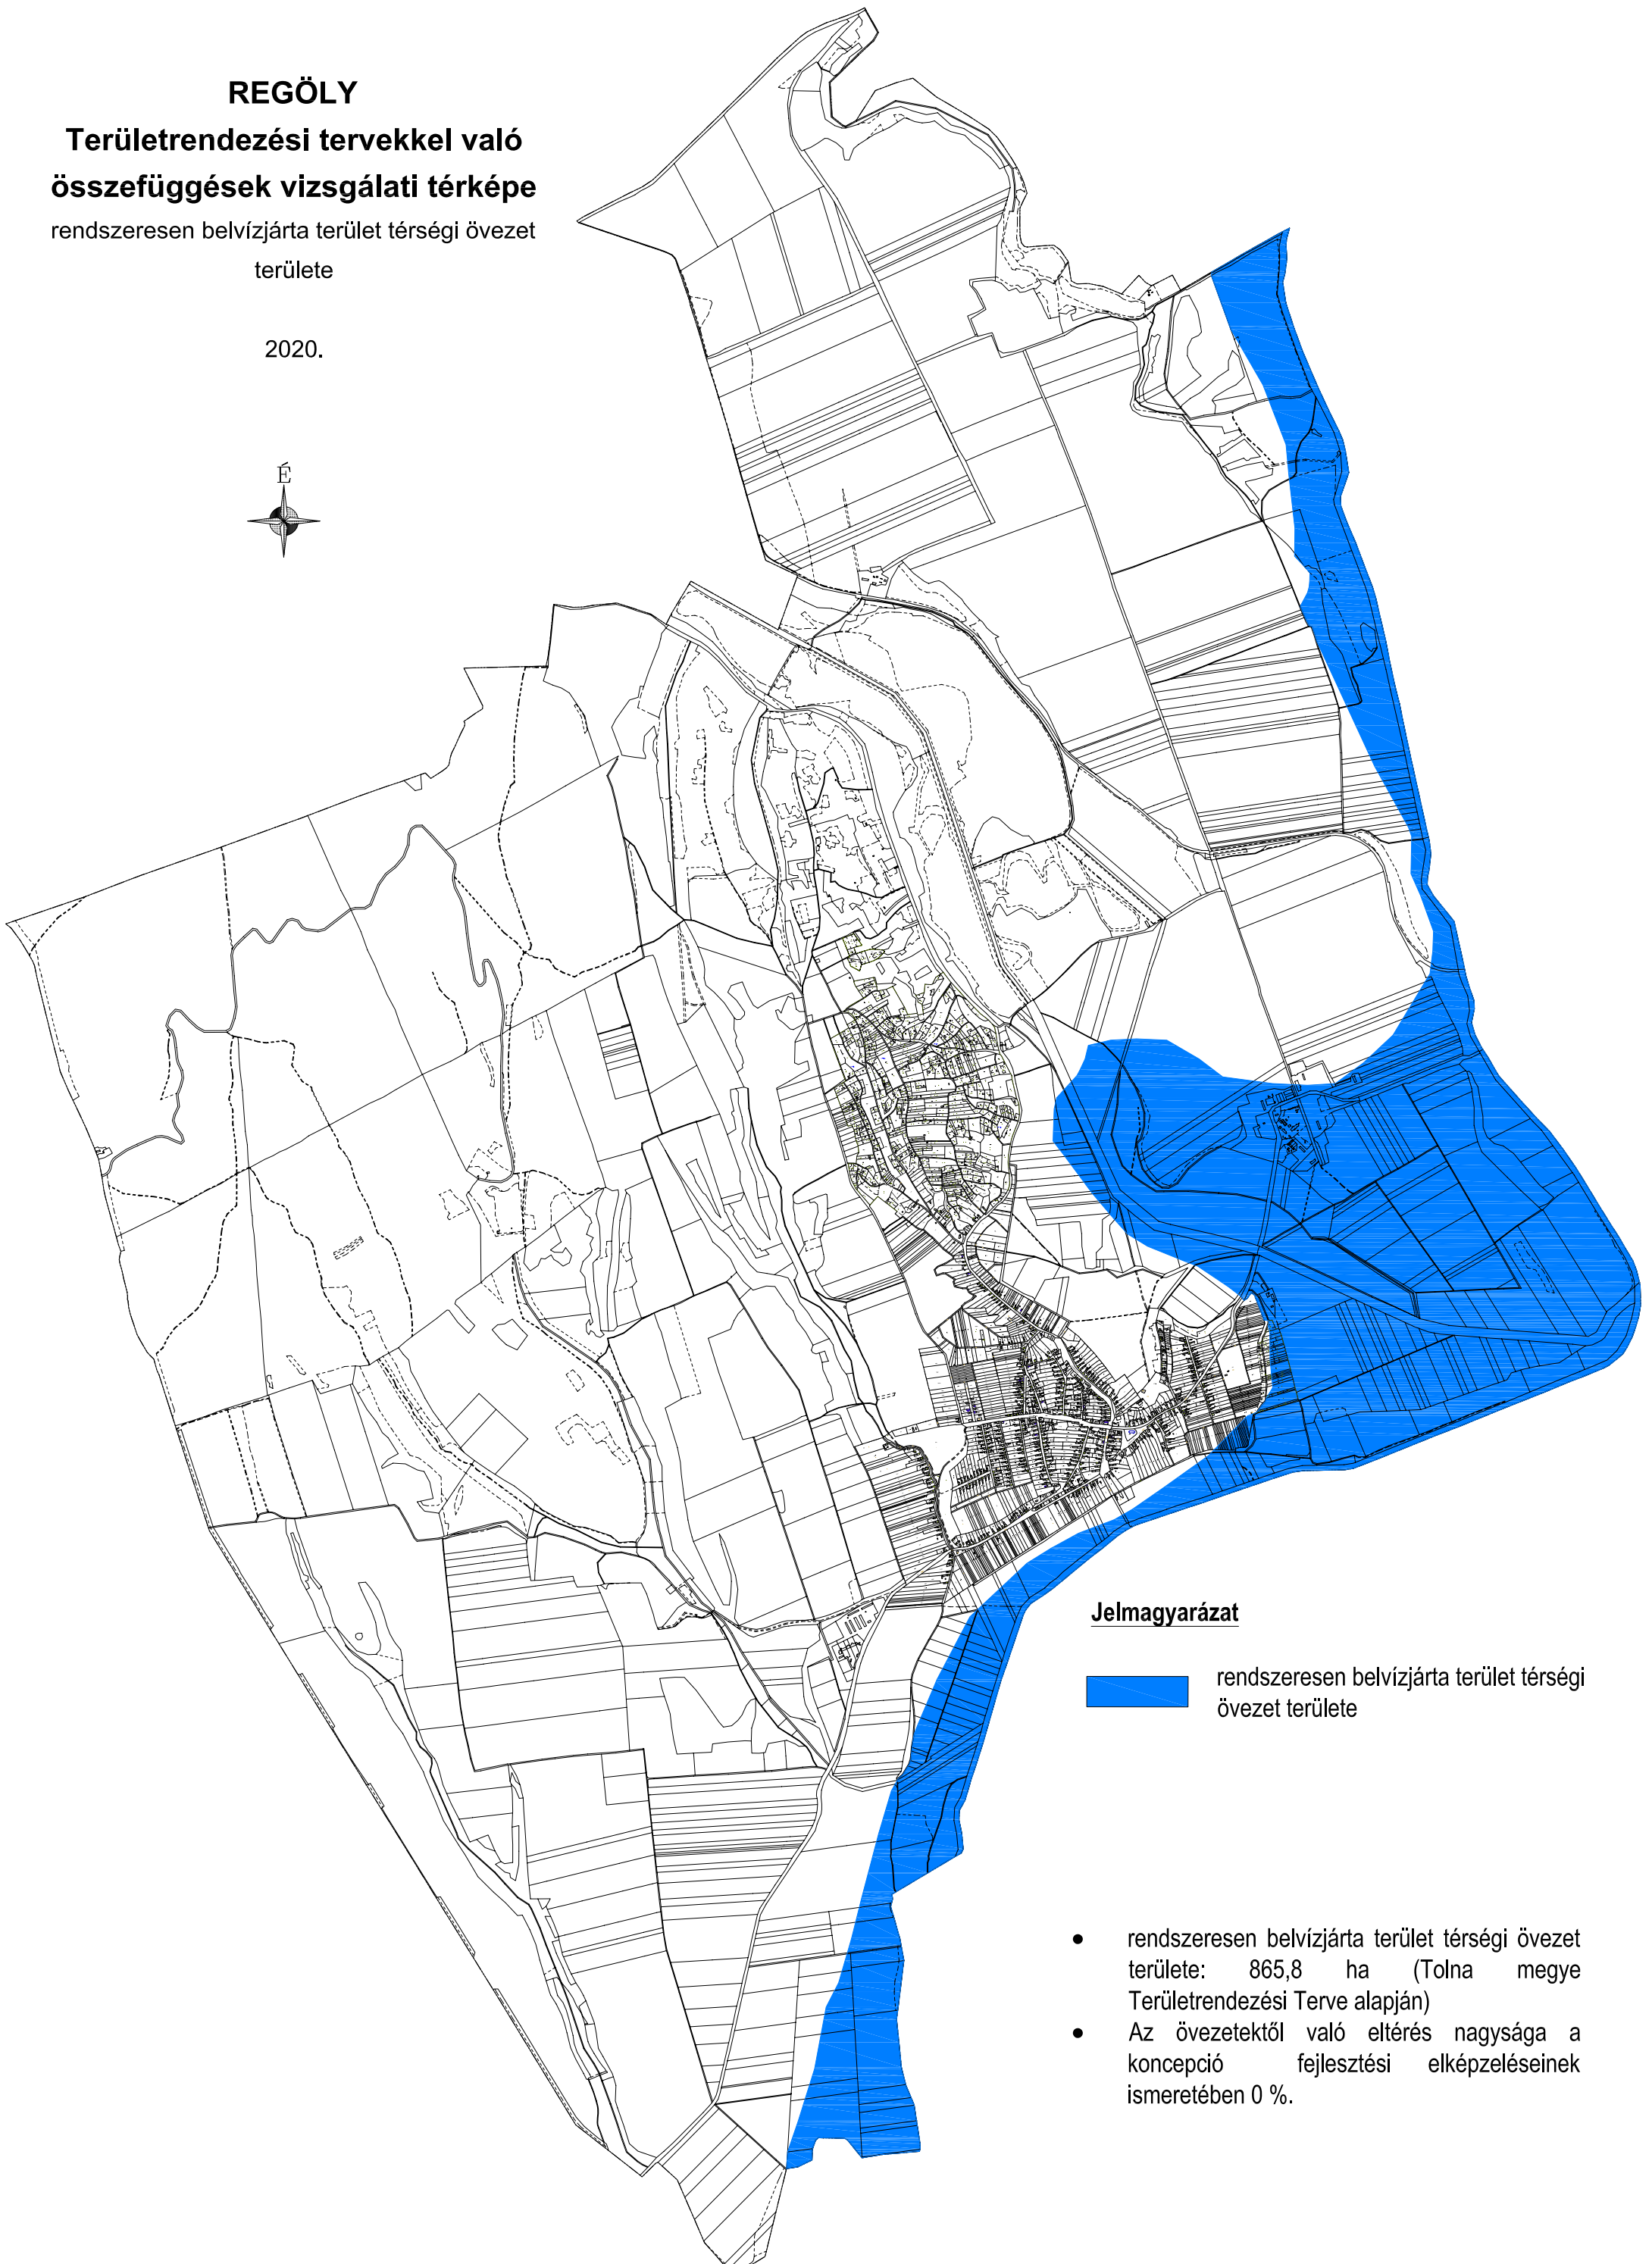 REGÖLY
Területrendezési tervekkel való
összefüggések vizsgálati térképe
rendszeresen belvízjárta terület térségi övezet
területe
2020.
É
Jelmagyarázat
rendszeresen belvízjárta terület térségi
övezet területe
• rendszeresen belvízjárta terület térségi övezet
területe: 865,8 ha (Tolna megye
Területrendezési Terve alapján)
• Az övezetektől való eltérés nagysága a
koncepció fejlesztési elképzeléseinek
ismeretében 0 %.